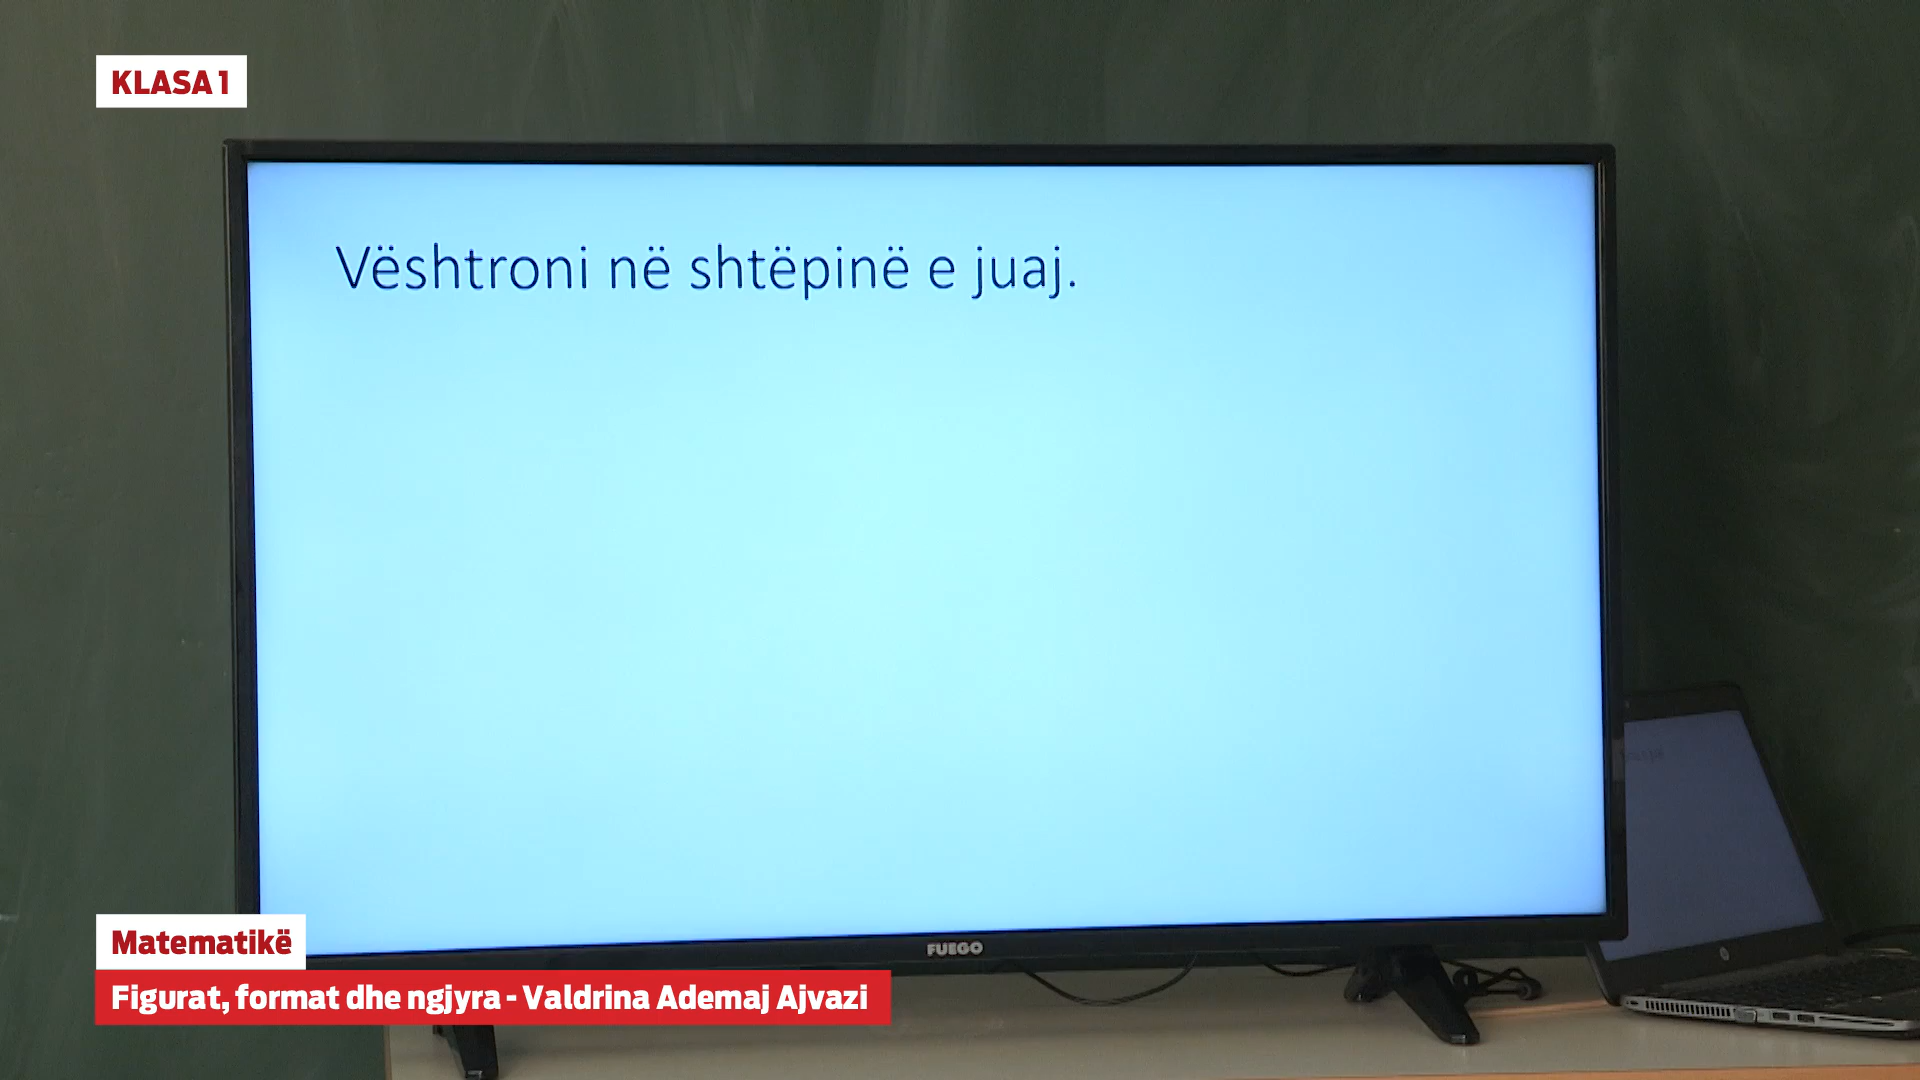 KLASA 1
Vështroni në shtëpinë e juaj.
FUEGO
Matematikë
Figurat, format dhe ngjyra - Valdrina Ademaj Ajvazi